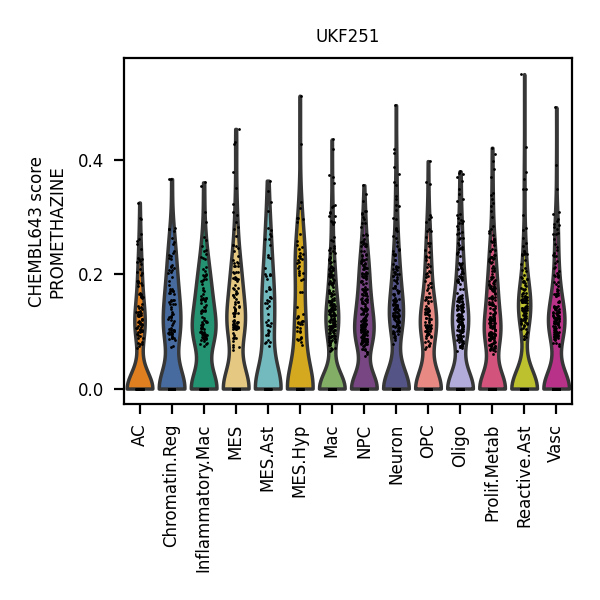 UKF251
CHEMBL643 score
PROMETHAZINE
0.4
0.2
0.0
AC
Chromatin.Reg
Inflammatory.Mac
MES
MES.Ast
MES.Hyp
Mac
NPC
Neuron
OPC
Oligo
Prolif.Metab
Reactive.Ast
Vasc